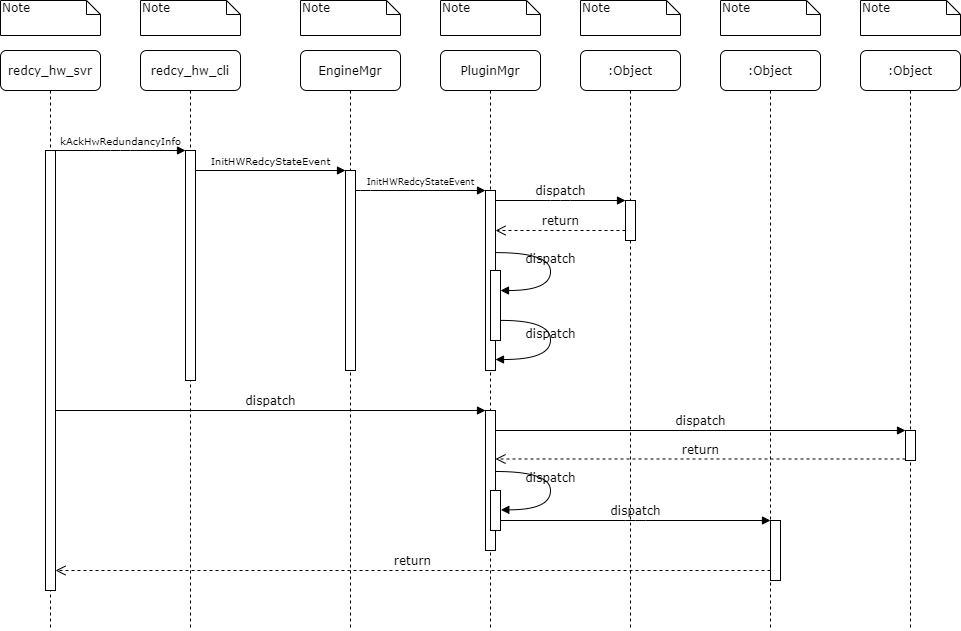 Note
Note
Note
Note
Note
Note
Note
redcy_hw_svr
redcy_hw_cli
EngineMgr
PluginMgr
:Object
:Object
:Object
kAckHwRedundancyInfo
InitHWRedcyStateEvent
InitHWRedcyStateEvent
dispatch
return
dispatch
dispatch
dispatch
dispatch
return
dispatch
dispatch
return